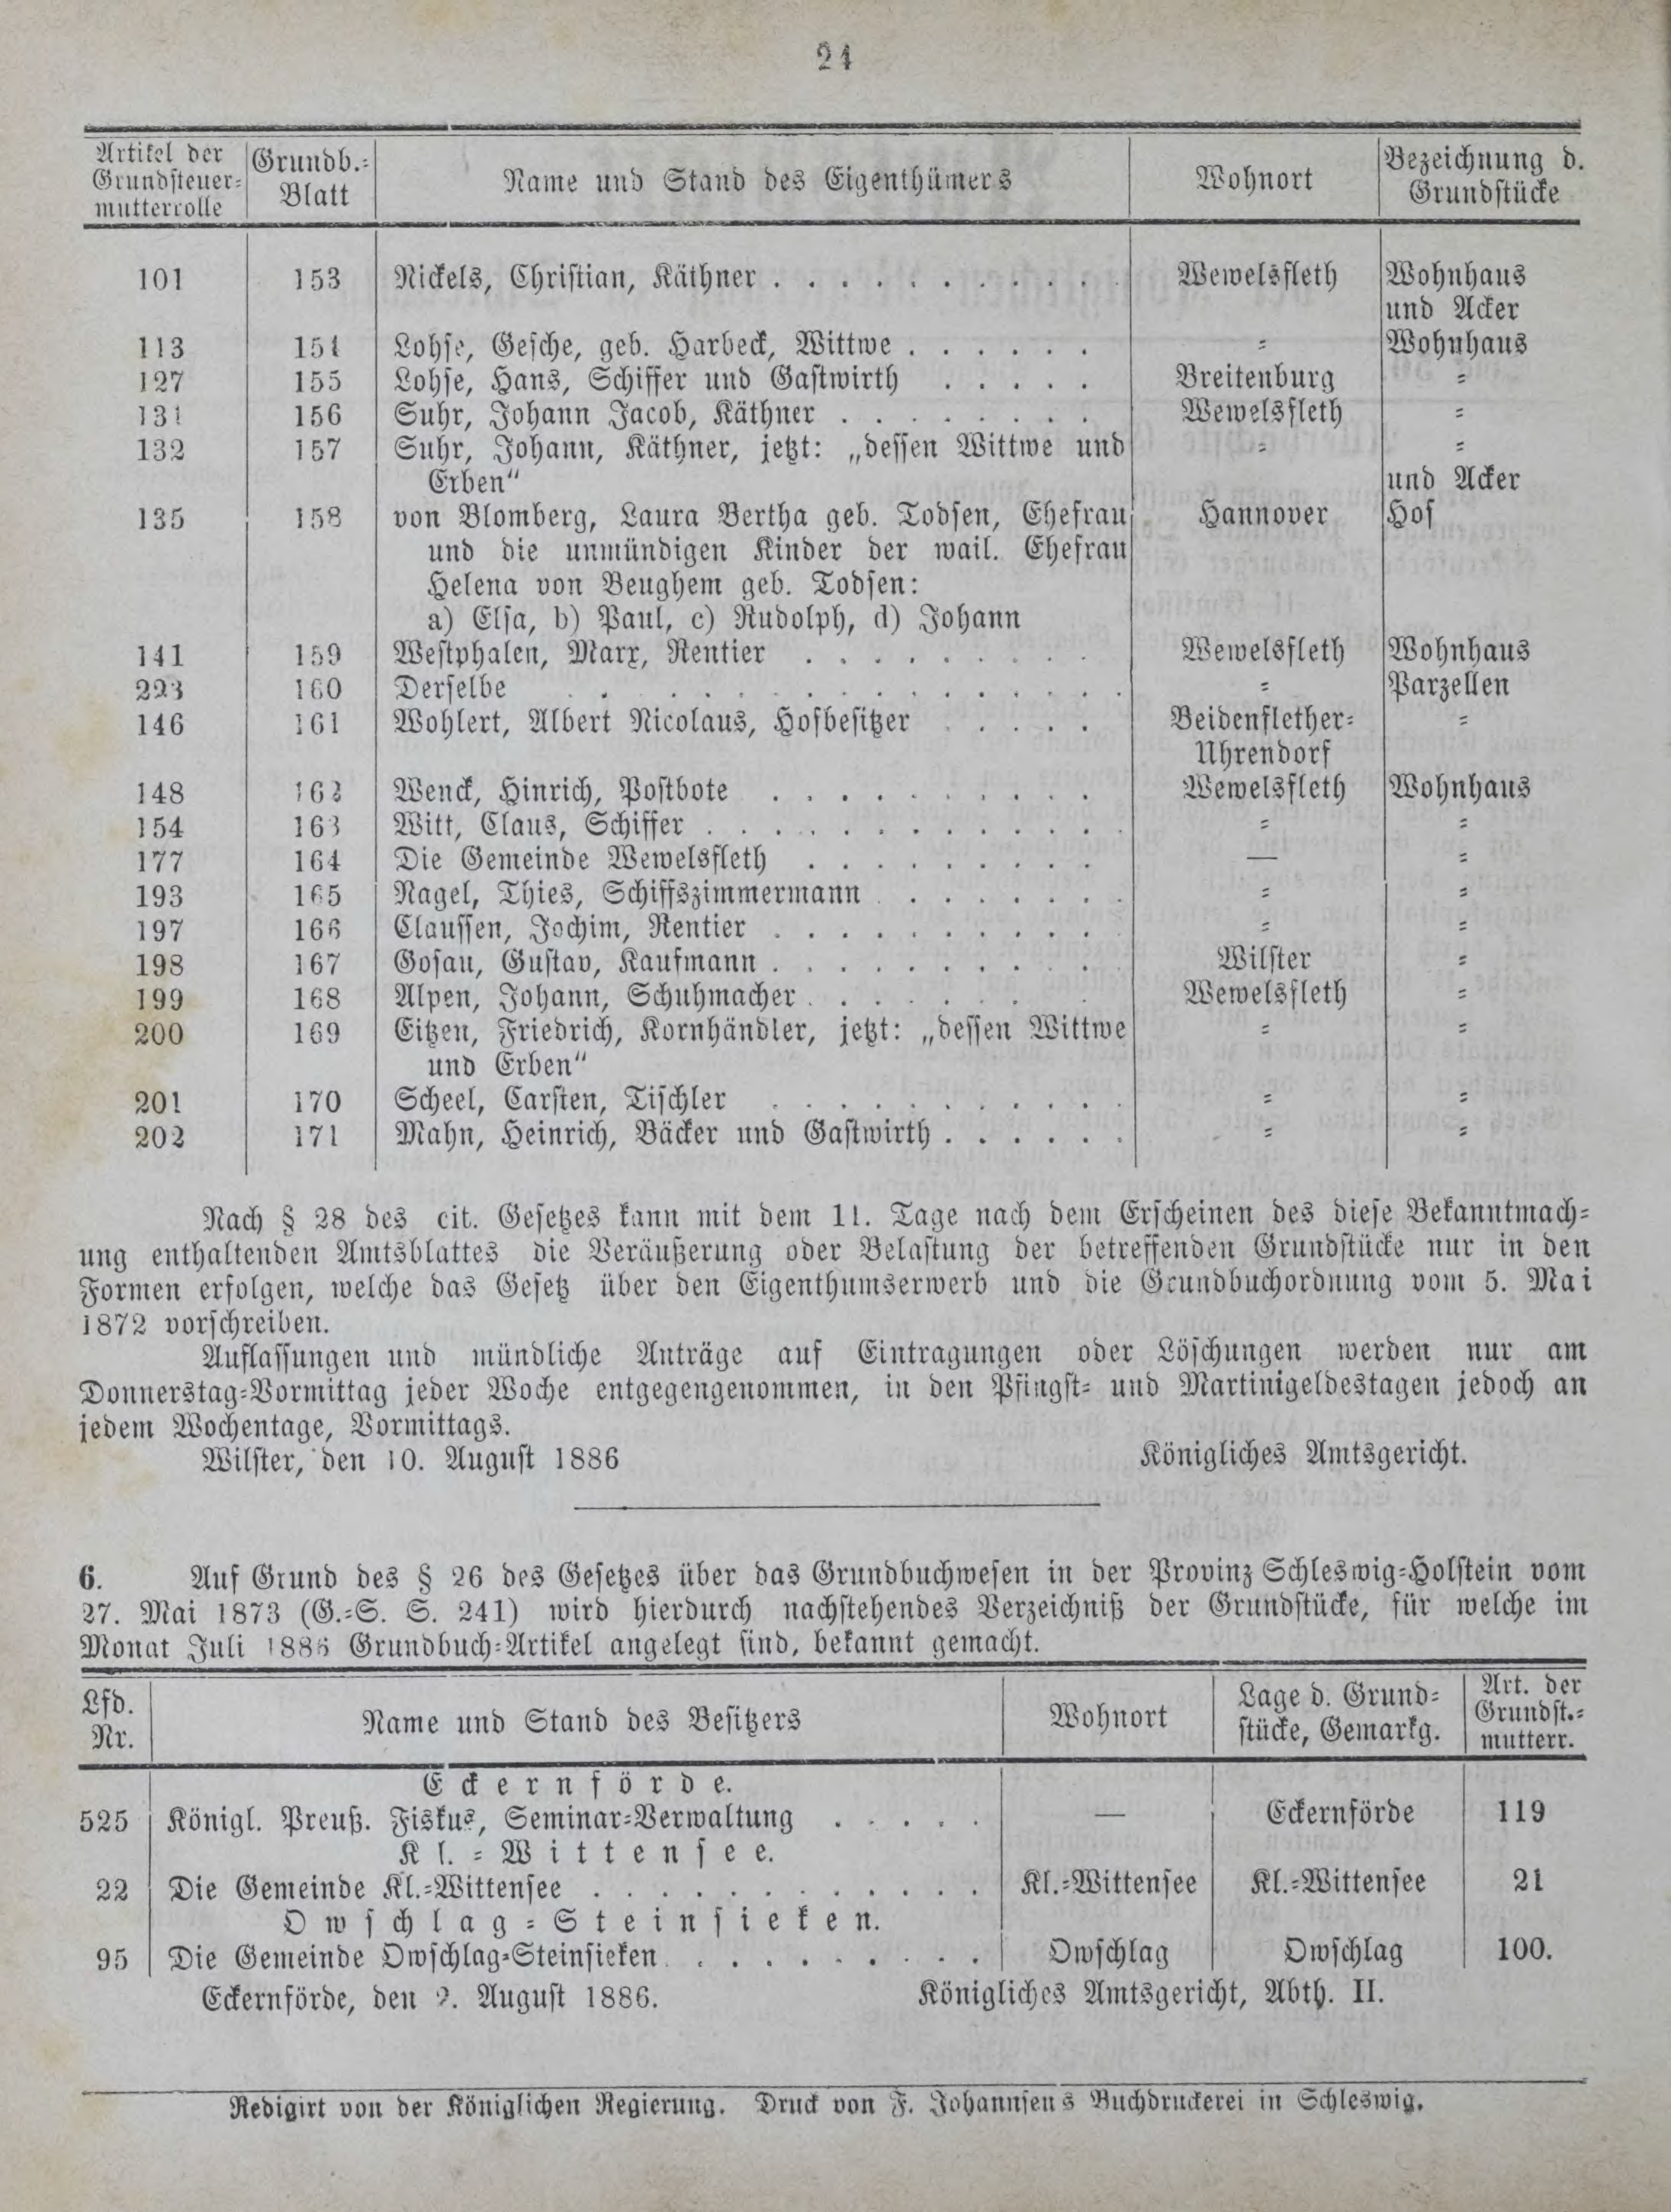 24
Artikel der Grundsteuermutterrolle | Grundb.= Blatt | Name und Stand des Eigenthümers | Wohnort | Bezeichnung d. Grundstücke
101 153 Nickels, Christian, Käthner . . . . . . . . . . Wewelsfleth Wohnhaus
und Acker
113 154 Lohse, Gesche, geb. Harbeck, Wittwe . . . . . . = Wohnhaus
127 155 Lohse, Hans, Schiffer und Gastwirth . . . . . Breitenburg =
131 156 Suhr, Johann Jacob, Käthner . . . . . . . . Wewelsfleth =
132 157 Suhr, Johann, Käthner, jetzt: „dessen Wittwe und = =
Erben“ und Acker
135 158 von Blomberg, Laura Bertha geb. Todsen, Ehefrau Hannover Hof
und die unmündigen Kinder der wail. Ehefrau
Helena von Beughem geb. Todsen:
a) Elsa, b) Paul, c) Rudolph, d) Johann
141 159 Westphalen, Marx, Rentier . . . . . . . . . Wewelsfleth Wohnhaus
223 160 Derselbe . . . . . . . . . . . . . . . . = Parzellen
146 161 Wohlert, Albert Nicolaus, Hofbesitzer . . . . . Beidenflether= =
Uhrendorf
148 162 Wenck, Hinrich, Postbote . . . . . . . . . . Wewelsfleth Wohnhaus
154 163 Witt, Claus, Schiffer . . . . . . . . . . . . . = =
177 164 Die Gemeinde Wewelsfleth . . . . . . . . . — =
193 165 Nagel, Thies, Schiffszimmermann . . . . . . . . = =
197 166 Claussen, Jochim, Rentier . . . . . . . . . . . = =
198 167 Gosau, Gustav, Kaufmann . . . . . . . . . . . Wilster =
199 168 Alpen, Johann, Schuhmacher . . . . . . . . . Wewelsfleth =
200 169 Eitzen, Friedrich, Kornhändler, jetzt: „dessen Wittwe = =
und Erben“
201 170 Scheel, Carsten, Tischler . . . . . . . . . . . = =
202 171 Mahn, Heinrich, Bäcker und Gastwirth . . . . . . = =
Nach § 28 des cit. Gesetzes kann mit dem 11. Tage nach dem Erscheinen des diese Bekanntmach=
ung enthaltenden Amtsblattes die Veräußerung oder Belastung der betreffenden Grundstücke nur in den
Formen erfolgen, welche das Gesetz über den Eigenthumserwerb und die Grundbuchordnung vom 5. Mai
1872 vorschreiben.
Auflassungen und mündliche Anträge auf Eintragungen oder Löschungen werden nur am
Donnerstag=Vormittag jeder Woche entgegengenommen, in den Pfingst= und Martinigeldestagen jedoch an
jedem Wochentage, Vormittags.
Wilster, den 10. August 1886 Königliches Amtsgericht.
6. Auf Grund des § 26 des Gesetzes über das Grundbuchwesen in der Provinz Schleswig=Holstein vom
27. Mai 1873 (G.=S. S. 241) wird hierdurch nachstehendes Verzeichniß der Grundstücke, für welche im
Monat Juli 1886 Grundbuch=Artikel angelegt sind, bekannt gemacht.
Lfd. Nr. | Name und Stand des Besitzers | Wohnort | Lage d. Grund=stücke, Gemarkg. | Art. der Grundst.=mutterr.
Eckernförde.
525 Königl. Preuß. Fiskus, Seminar=Verwaltung . . . . . — Eckernförde 119
Kl.=Wittensee.
22 Die Gemeinde Kl.=Wittensee . . . . . . . . . . . . Kl.=Wittensee Kl.=Wittensee 21
Owschlag=Steinsieken.
95 Die Gemeinde Owschlag=Steinsieken . . . . . . . . . . Owschlag Owschlag 100.
Eckernförde, den 2. August 1886. Königliches Amtsgericht, Abth. II.
Redigirt von der Königlichen Regierung. Druck von F. Johannsens Buchdruckerei in Schleswig.